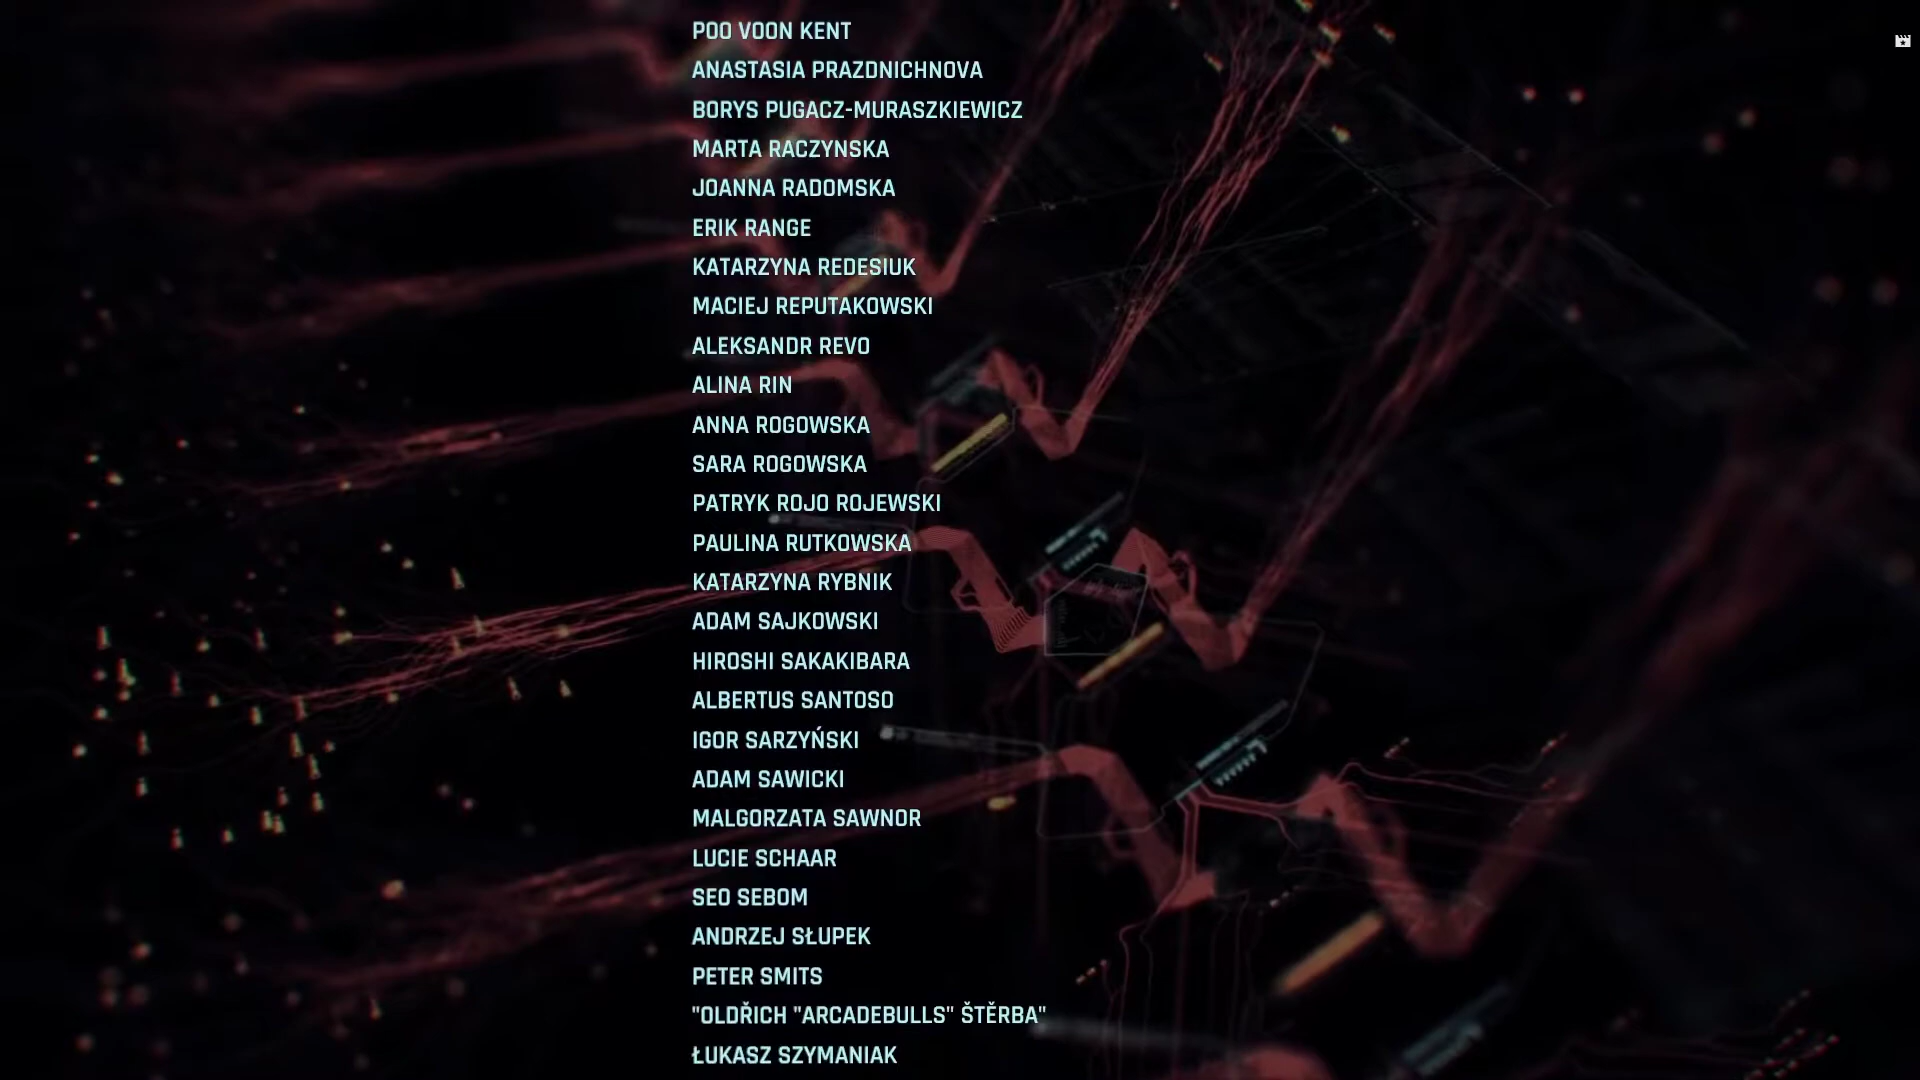 POO VOON KENT
ANASTASIA PRAZDNICHNOVA
BORYS PUGACZ-MURASZKIEWICZ
MARTA RACZYNSKA
JOANNA RADOMSKA
ERIK RANGE
KATARZYNA REDESIUK
MACIEJ REPUTAKOWSKI
ALEKSANDR REVO
ALINA RIN
ANNA ROGOWSKA
SARA ROGOWSKA
PATRYK ROJO ROJEWSKI
PAULINA RUTKOWSKA
KATARZYNA RYBNIK
ADAM SAJKOWSKI
HIROSHI SAKAKIBARA
ALBERTUS SANTOSO
IGOR SARZYŃSKI
ADAM SAWICKI
MALGORZATA SAWNOR
LUCIE SCHAAR
SEO SEBOM
ANDRZEJ SŁUPEK
PETER SMITS
"OLDŘICH "ARCADEBULLS" ŠTĚRBA"
ŁUKASZ SZYMANIAK